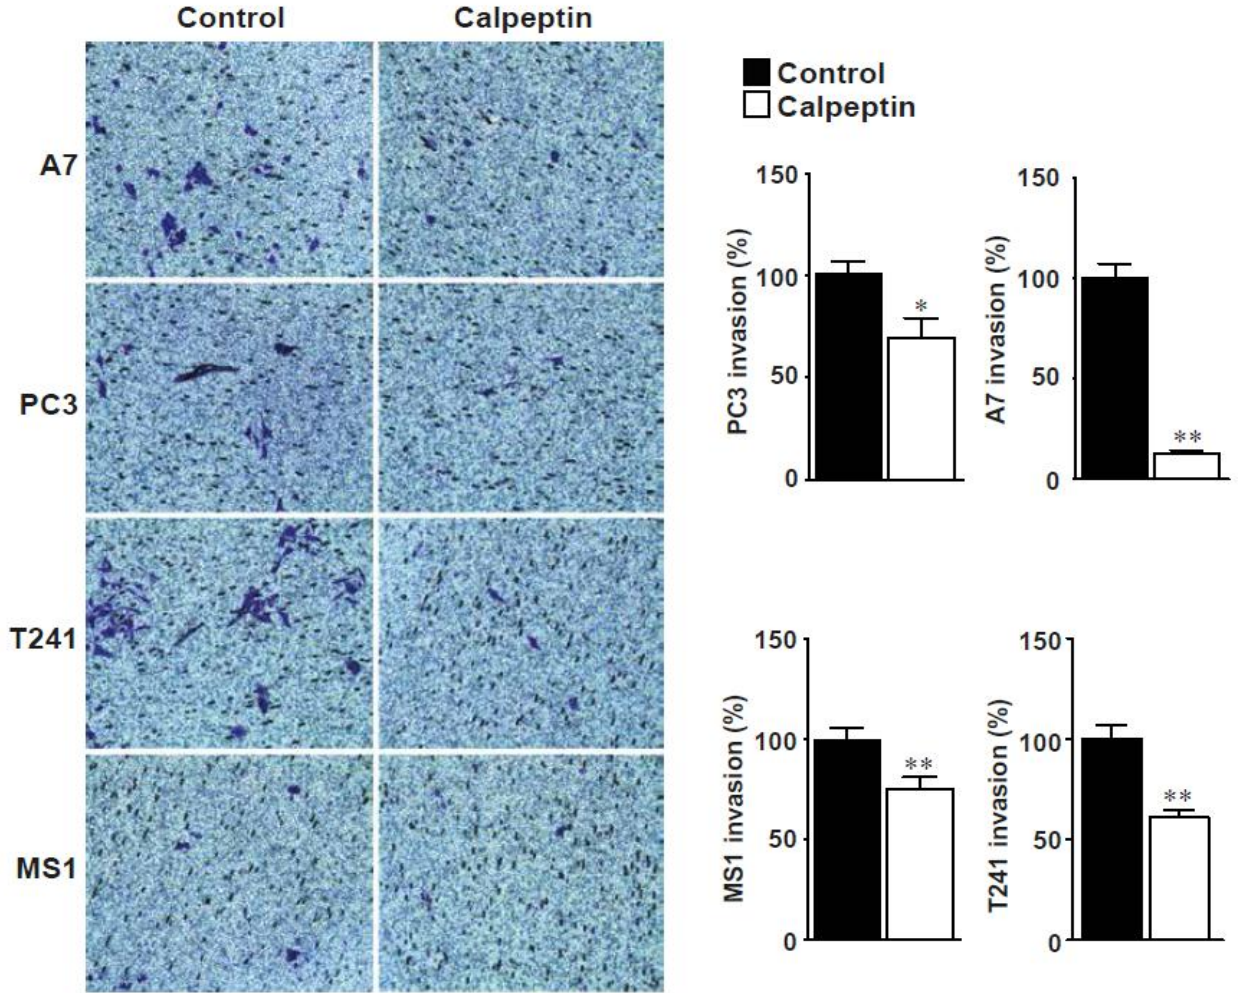 Control Calpeptin
A7
PC3
T241
MS1
Control
Calpeptin
PC3 invasion (%)
150
100
50
0
*
A7 invasion (%)
150
100
50
0
**
MS1 invasion (%)
150
100
50
0
**
T241 invasion (%)
150
100
50
0
**